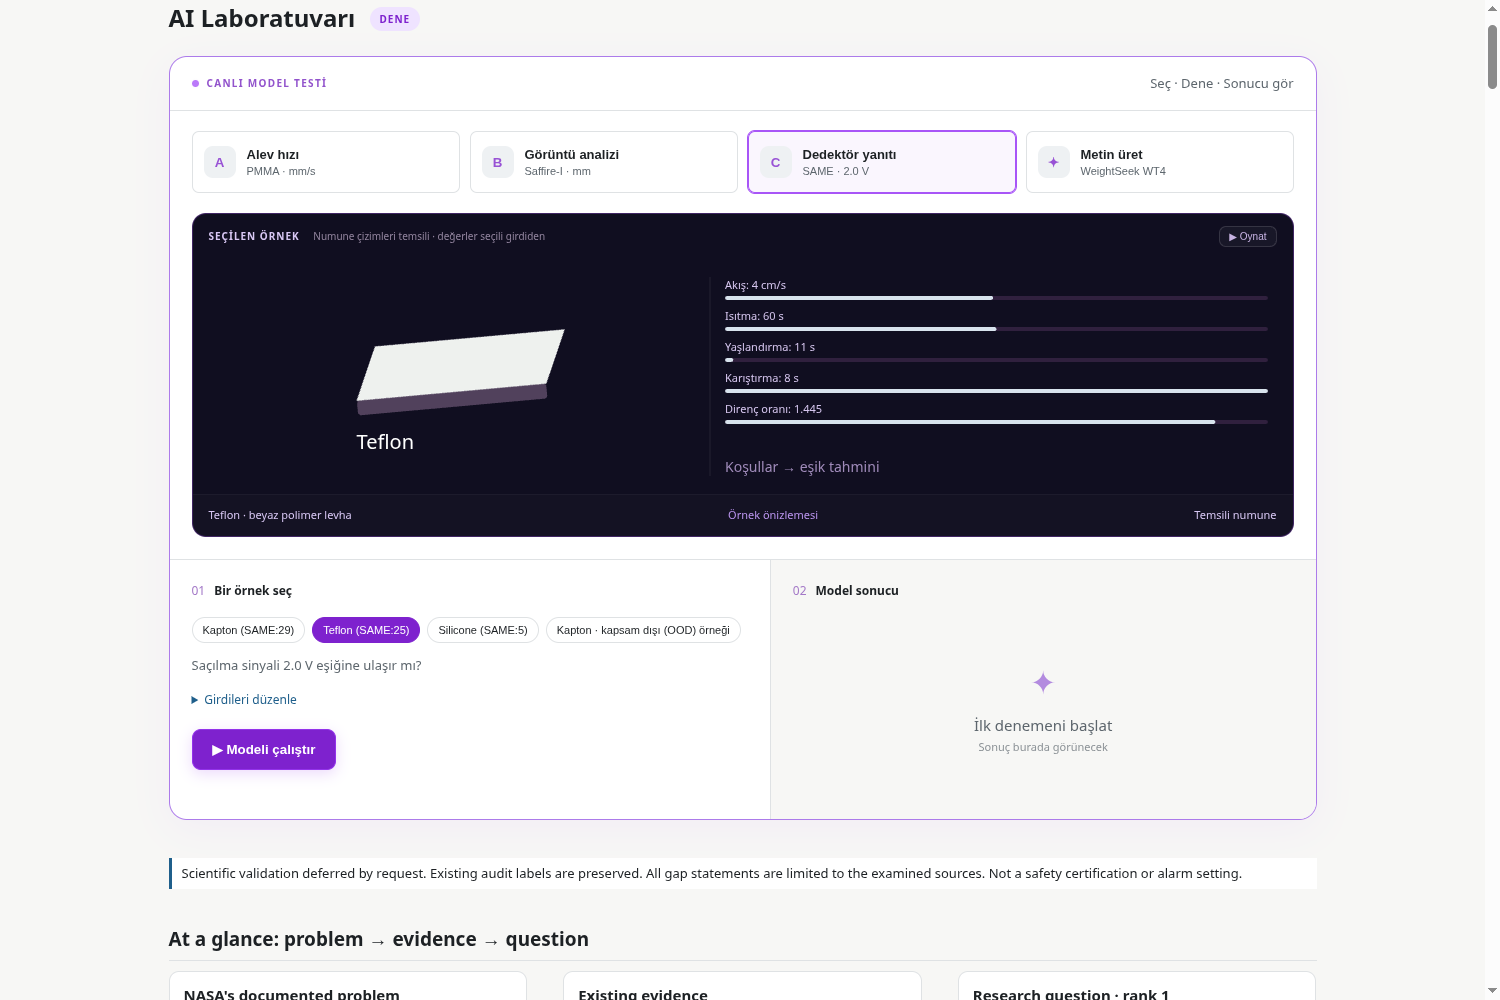 AI Laboratuvarı DENE
CANLI MODEL TESTİ
Seç · Dene · Sonucu gör
A
Alev hızı
PMMA · mm/s
B
Görüntü analizi
Saffire-I · mm
C
Dedektör yanıtı
SAME · 2.0 V
✦
Metin üret
WeightSeek WT4
SEÇİLEN ÖRNEK Numune çizimleri temsili · değerler seçili girdiden
▶ Oynat
Teflon
Akış: 4 cm/s
Isıtma: 60 s
Yaşlandırma: 11 s
Karıştırma: 8 s
Direnç oranı: 1.445
Koşullar → eşik tahmini
Teflon · beyaz polimer levha
Örnek önizlemesi
Temsili numune
01 Bir örnek seç
Kapton (SAME:29)
Teflon (SAME:25)
Silicone (SAME:5)
Kapton · kapsam dışı (OOD) örneği
Saçılma sinyali 2.0 V eşiğine ulaşır mı?
▶ Girdileri düzenle
▶ Modeli çalıştır
02 Model sonucu
✦
İlk denemeni başlat
Sonuç burada görünecek
Scientific validation deferred by request. Existing audit labels are preserved. All gap statements are limited to the examined sources. Not a safety certification or alarm setting.
At a glance: problem → evidence → question
NASA's documented problem
Existing evidence
Research question · rank 1